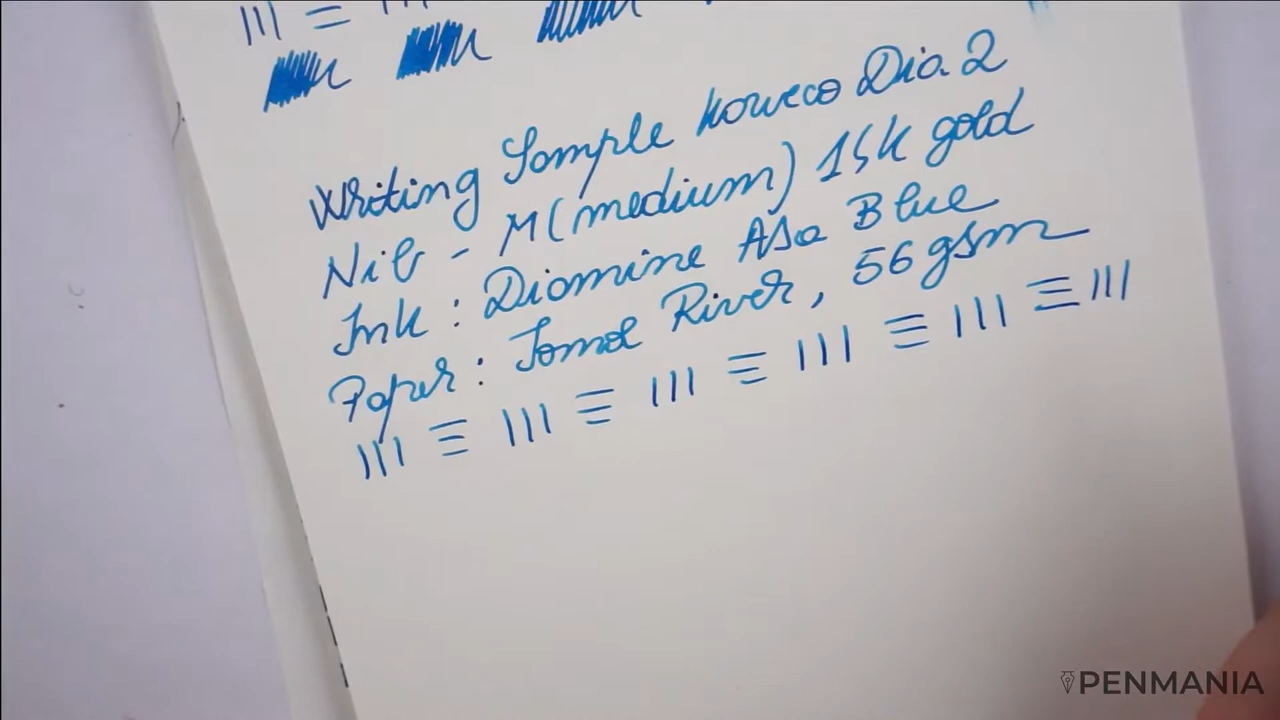 Writing Sample Kaweco Dia 2
Nib - M (medium) 14k gold
Ink : Diamine Asa Blue
Paper : Tomoe River, 56 gsm
PENMANIA